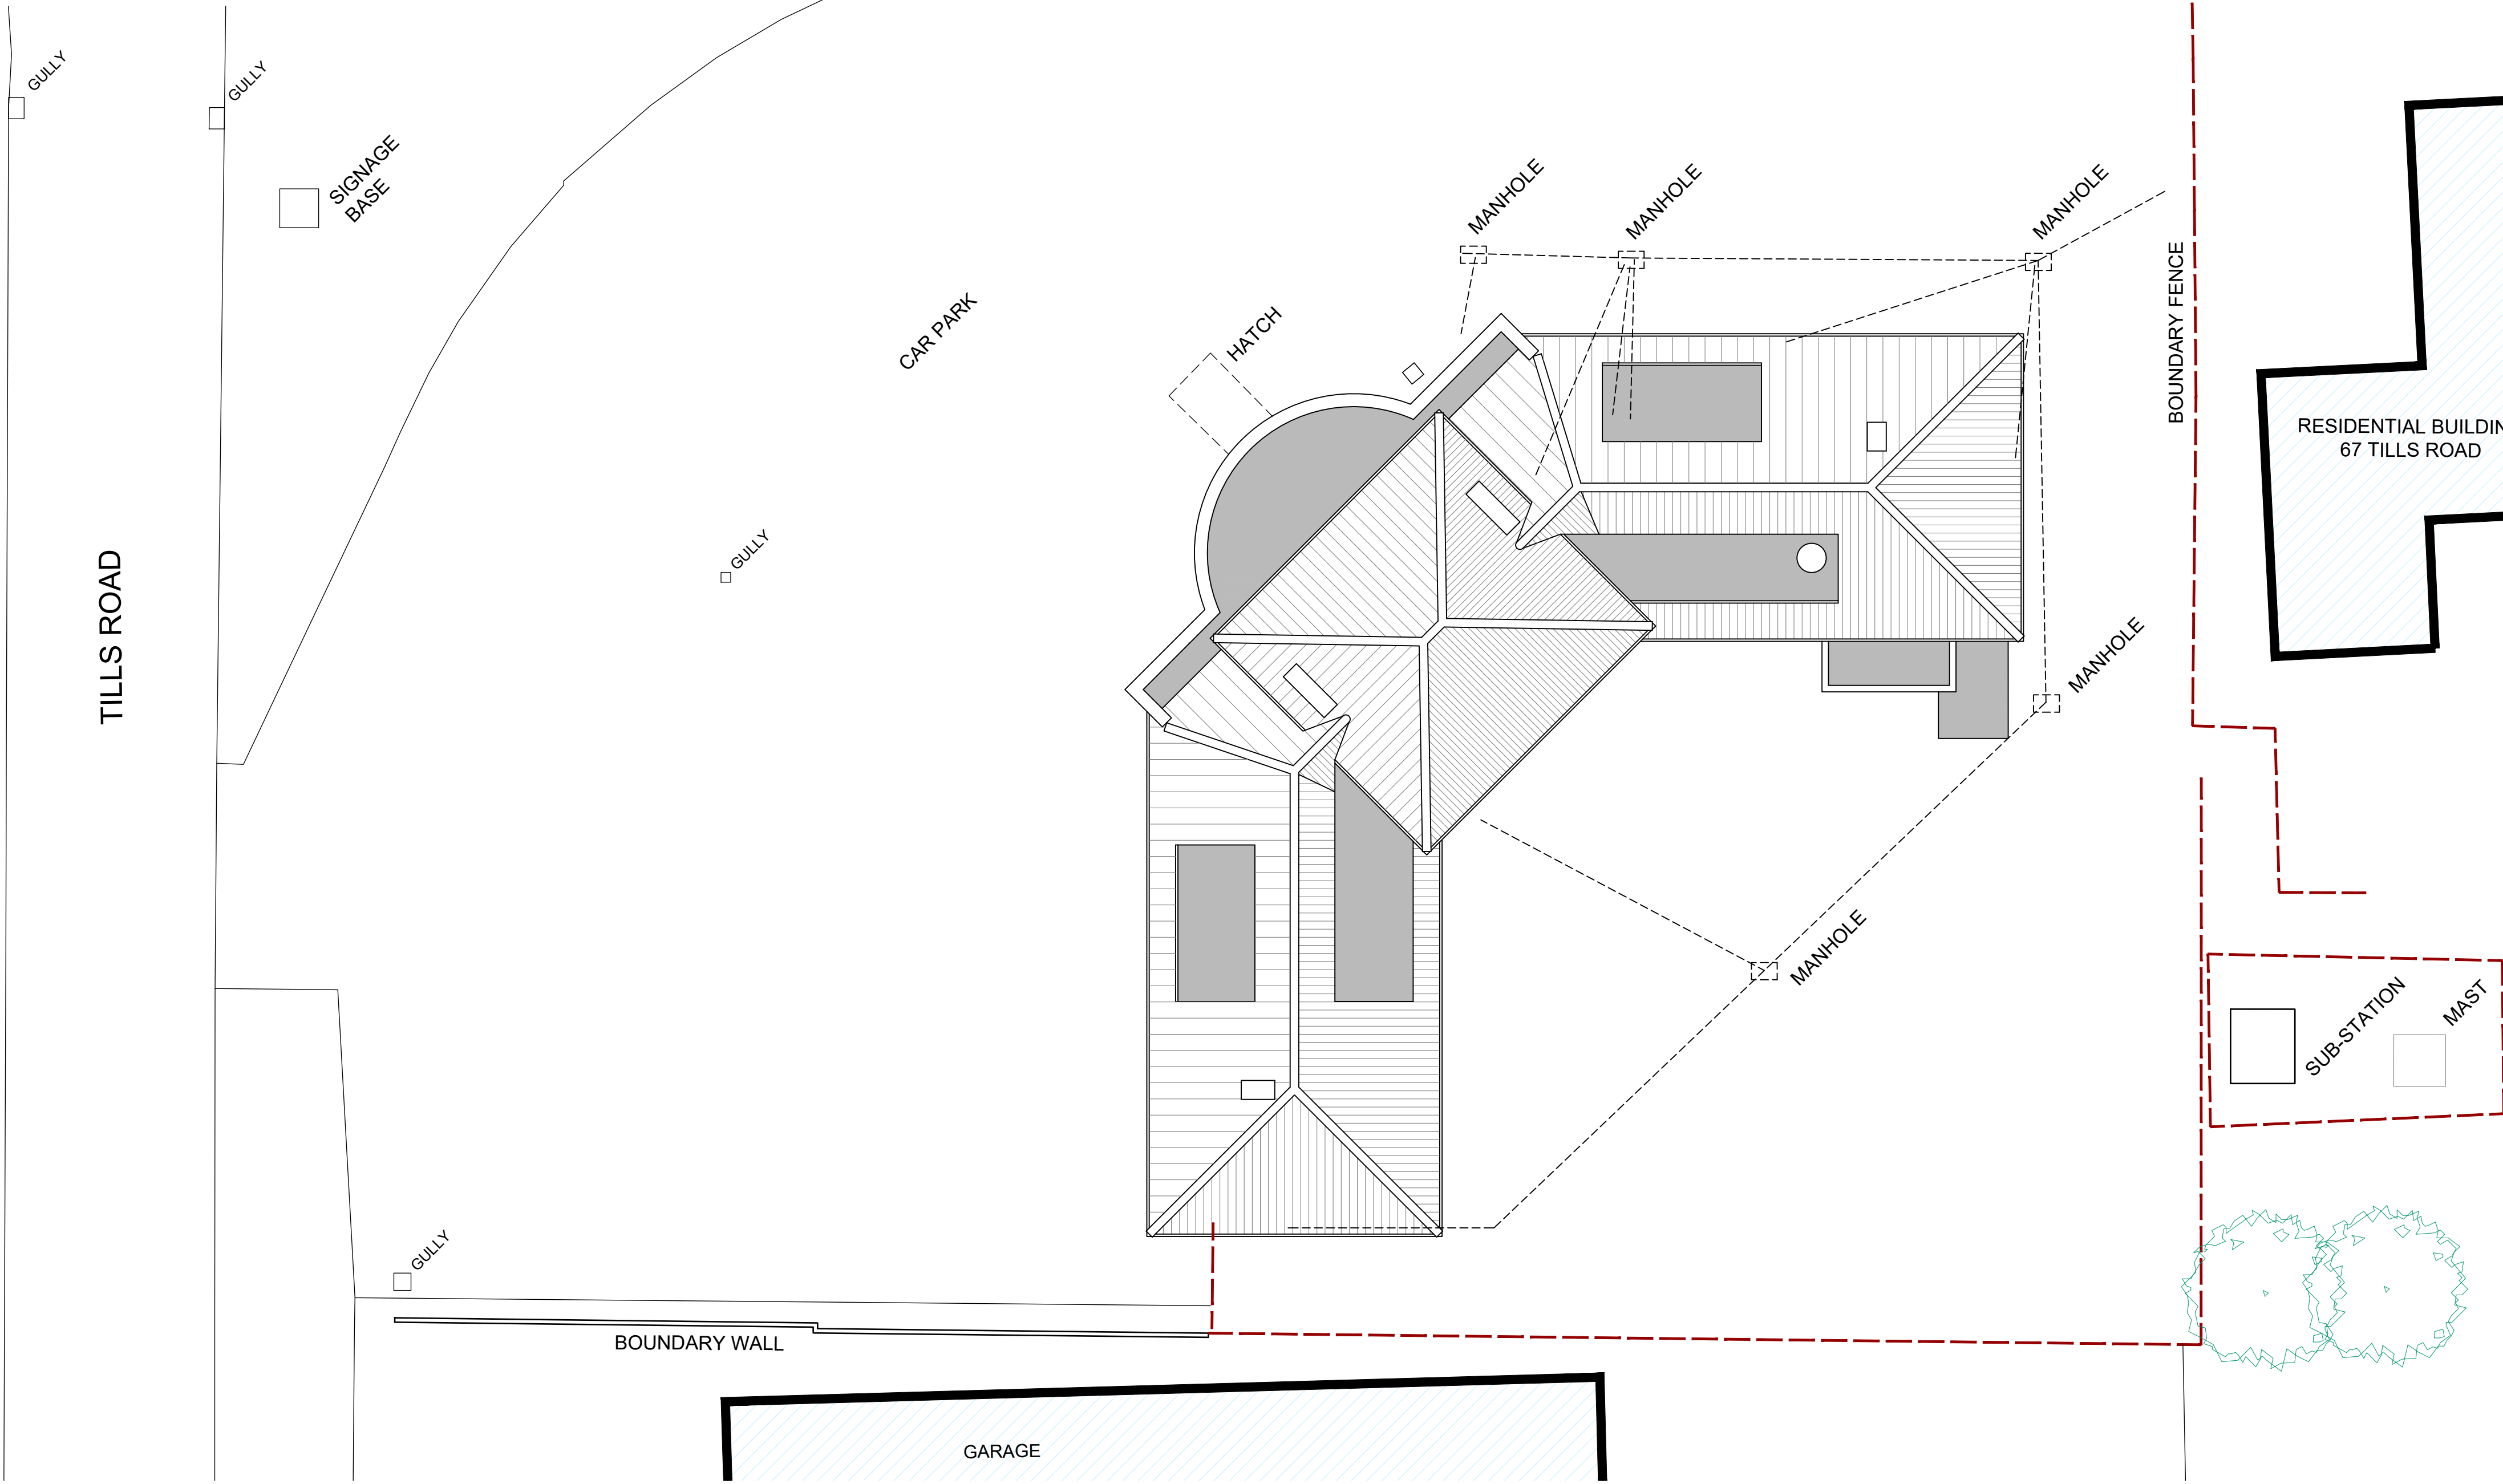 GULLY
GULLY
SIGNAGE
BASE
MANHOLE
MANHOLE
MANHOLE
BOUNDARY FENCE
HATCH
CAR PARK
RESIDENTIAL BUILDIN
67 TILLS ROAD
GULLY
TILLS ROAD
MANHOLE
MANHOLE
SUB-STATION
MAST
GULLY
BOUNDARY WALL
GARAGE